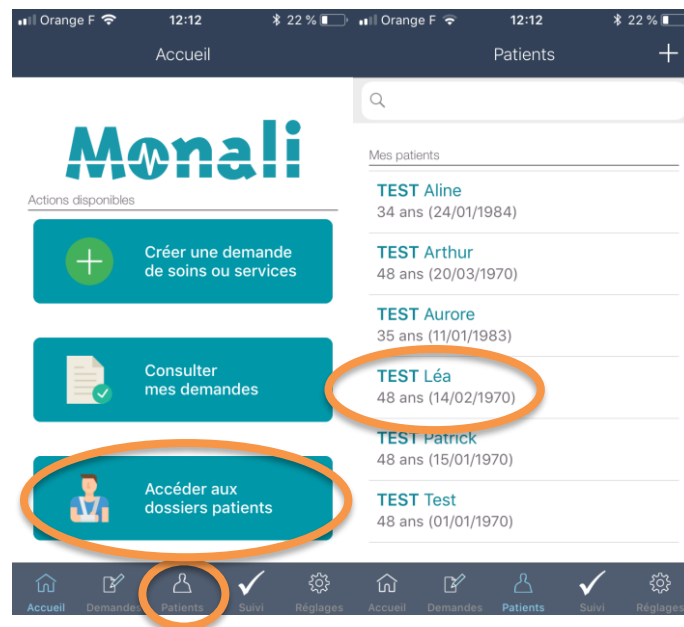 Orange F 12:12 22 %
Accueil
Monali
Actions disponibles
Créer une demande
de soins ou services
Consulter
mes demandes
Accéder aux
dossiers patients
Accueil Demandes Patients Suivi Réglages
Orange F 12:12 22 %
Patients
Mes patients
TEST Aline
34 ans (24/01/1984)
TEST Arthur
48 ans (20/03/1970)
TEST Aurore
35 ans (11/01/1983)
TEST Léa
48 ans (14/02/1970)
TEST Patrick
48 ans (15/01/1970)
TEST Test
48 ans (01/01/1970)
Accueil Demandes Patients Suivi Réglages